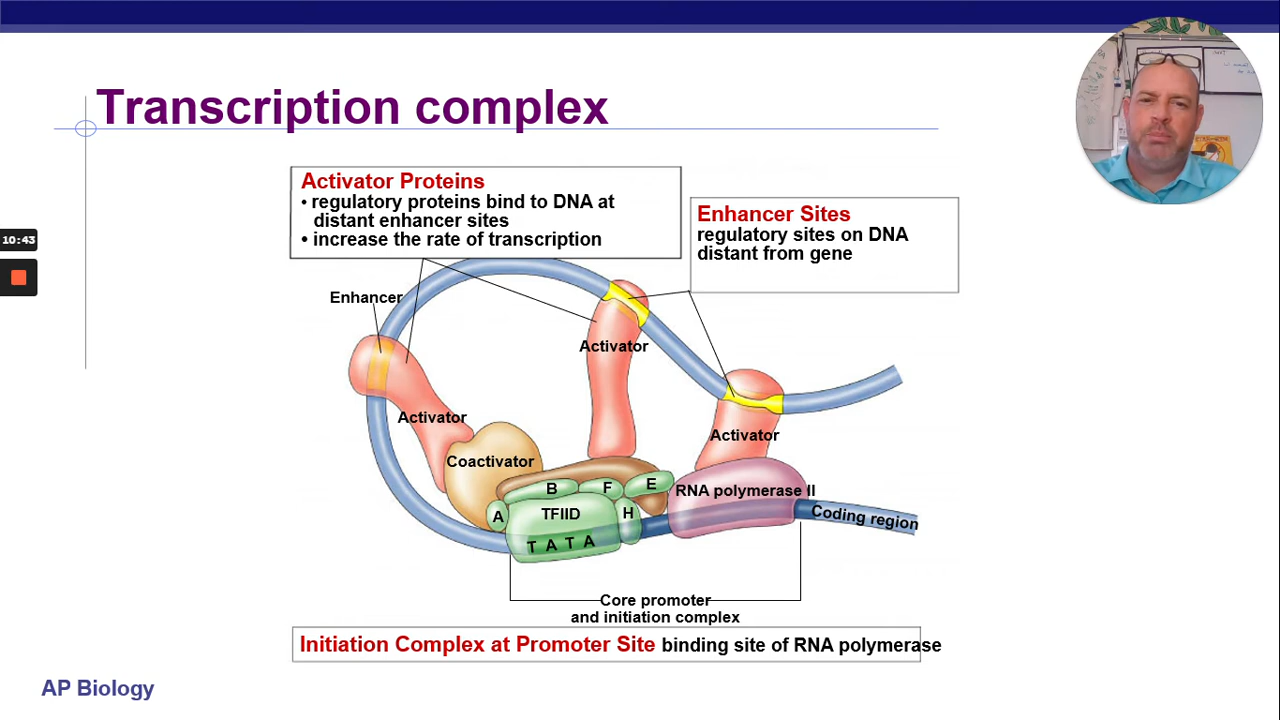 Transcription complex
Activator Proteins
• regulatory proteins bind to DNA at
distant enhancer sites
• increase the rate of transcription
Enhancer Sites
regulatory sites on DNA
distant from gene
10:43
Enhancer
Activator
Activator
Activator
Coactivator
B
F
E
RNA polymerase II
A
TFIID
H
Coding region
T A T A
Core promoter
and initiation complex
Initiation Complex at Promoter Site binding site of RNA polymerase
AP Biology